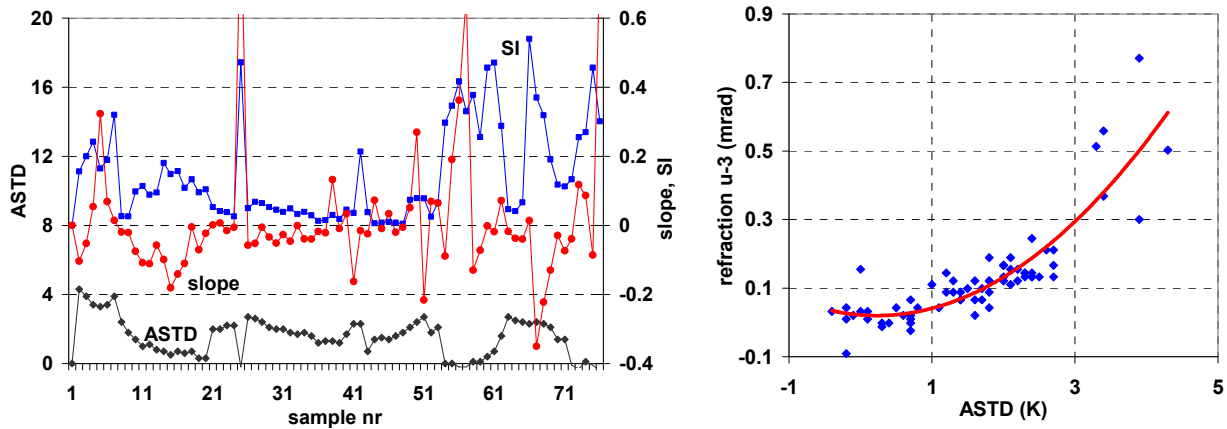 20
16
12
8
4
0
ASTD
0.6
0.4
0.2
0
-0.2
-0.4
slope, SI
SI
slope
ASTD
1 11 21 31 41 51 61 71
sample nr
0.9
0.7
0.5
0.3
0.1
-0.1
refraction u-3 (mrad)
-1 1 3 5
ASTD (K)